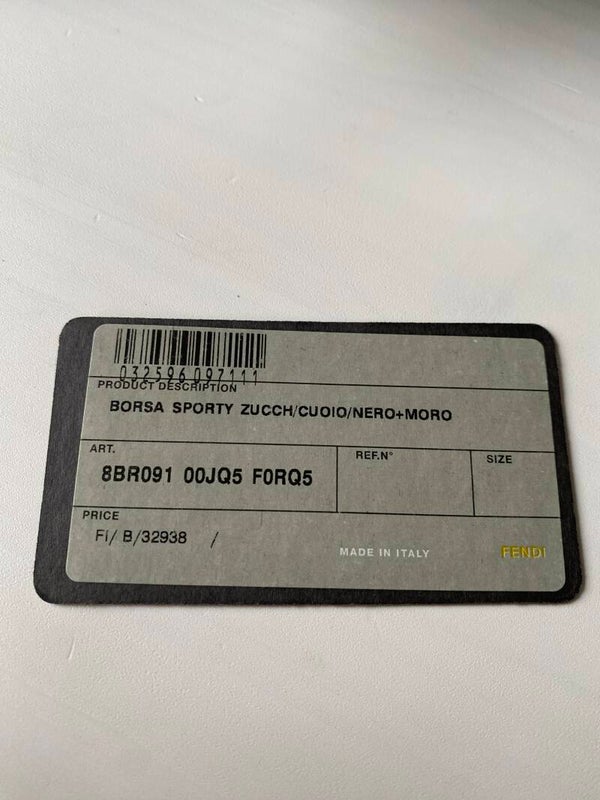 032596097111
PRODUCT DESCRIPTION
BORSA SPORTY ZUCCH/CUOIO/NERO+MORO
ART.
8BR091 00JQ5 F0RQ5
REF.N°
SIZE
PRICE
FI/ B/32938 /
MADE IN ITALY
FENDI